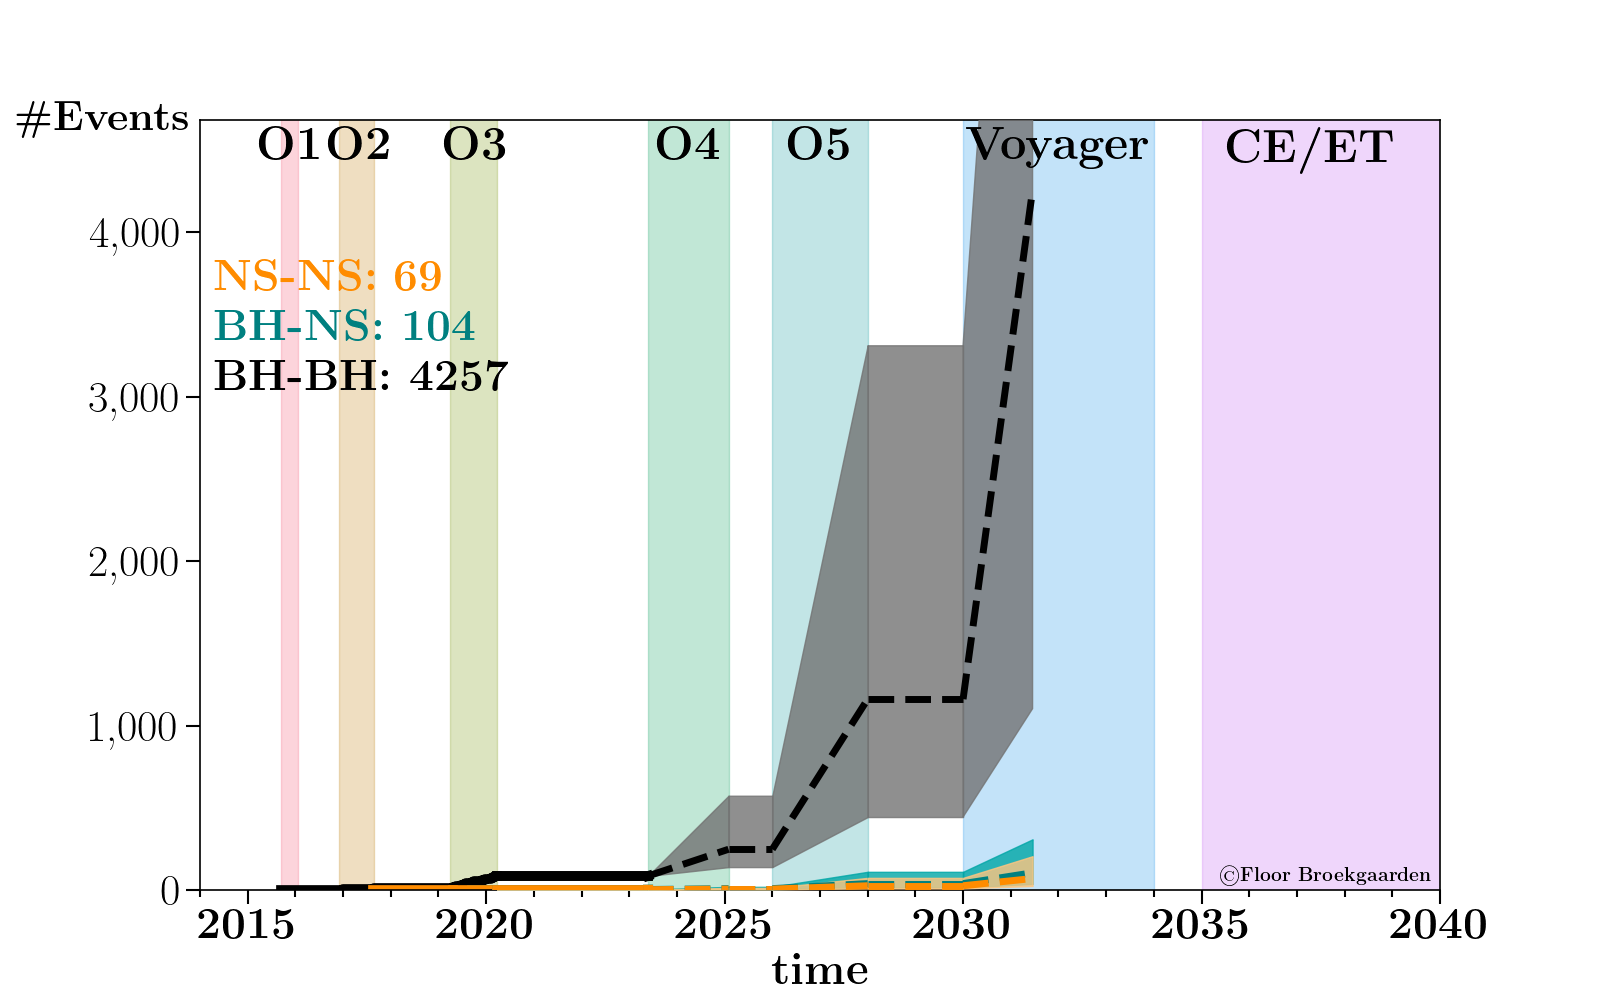 #Events
O1 O2 O3 O4 O5 Voyager CE/ET
4,000
NS-NS: 69
BH-NS: 104
BH-BH: 4257
3,000
2,000
1,000
0
©Floor Broekgaarden
2015 2020 2025 2030 2035 2040
time